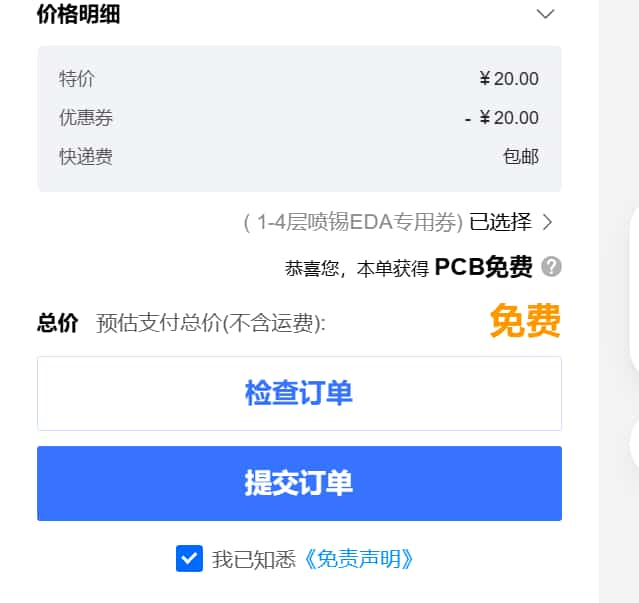 价格明细
特价 ￥20.00
优惠券 - ￥20.00
快递费 包邮
( 1-4层喷锡EDA专用券) 已选择
恭喜您，本单获得 PCB免费 ?
总价 预估支付总价(不含运费): 免费
检查订单
提交订单
我已知悉《免责声明》